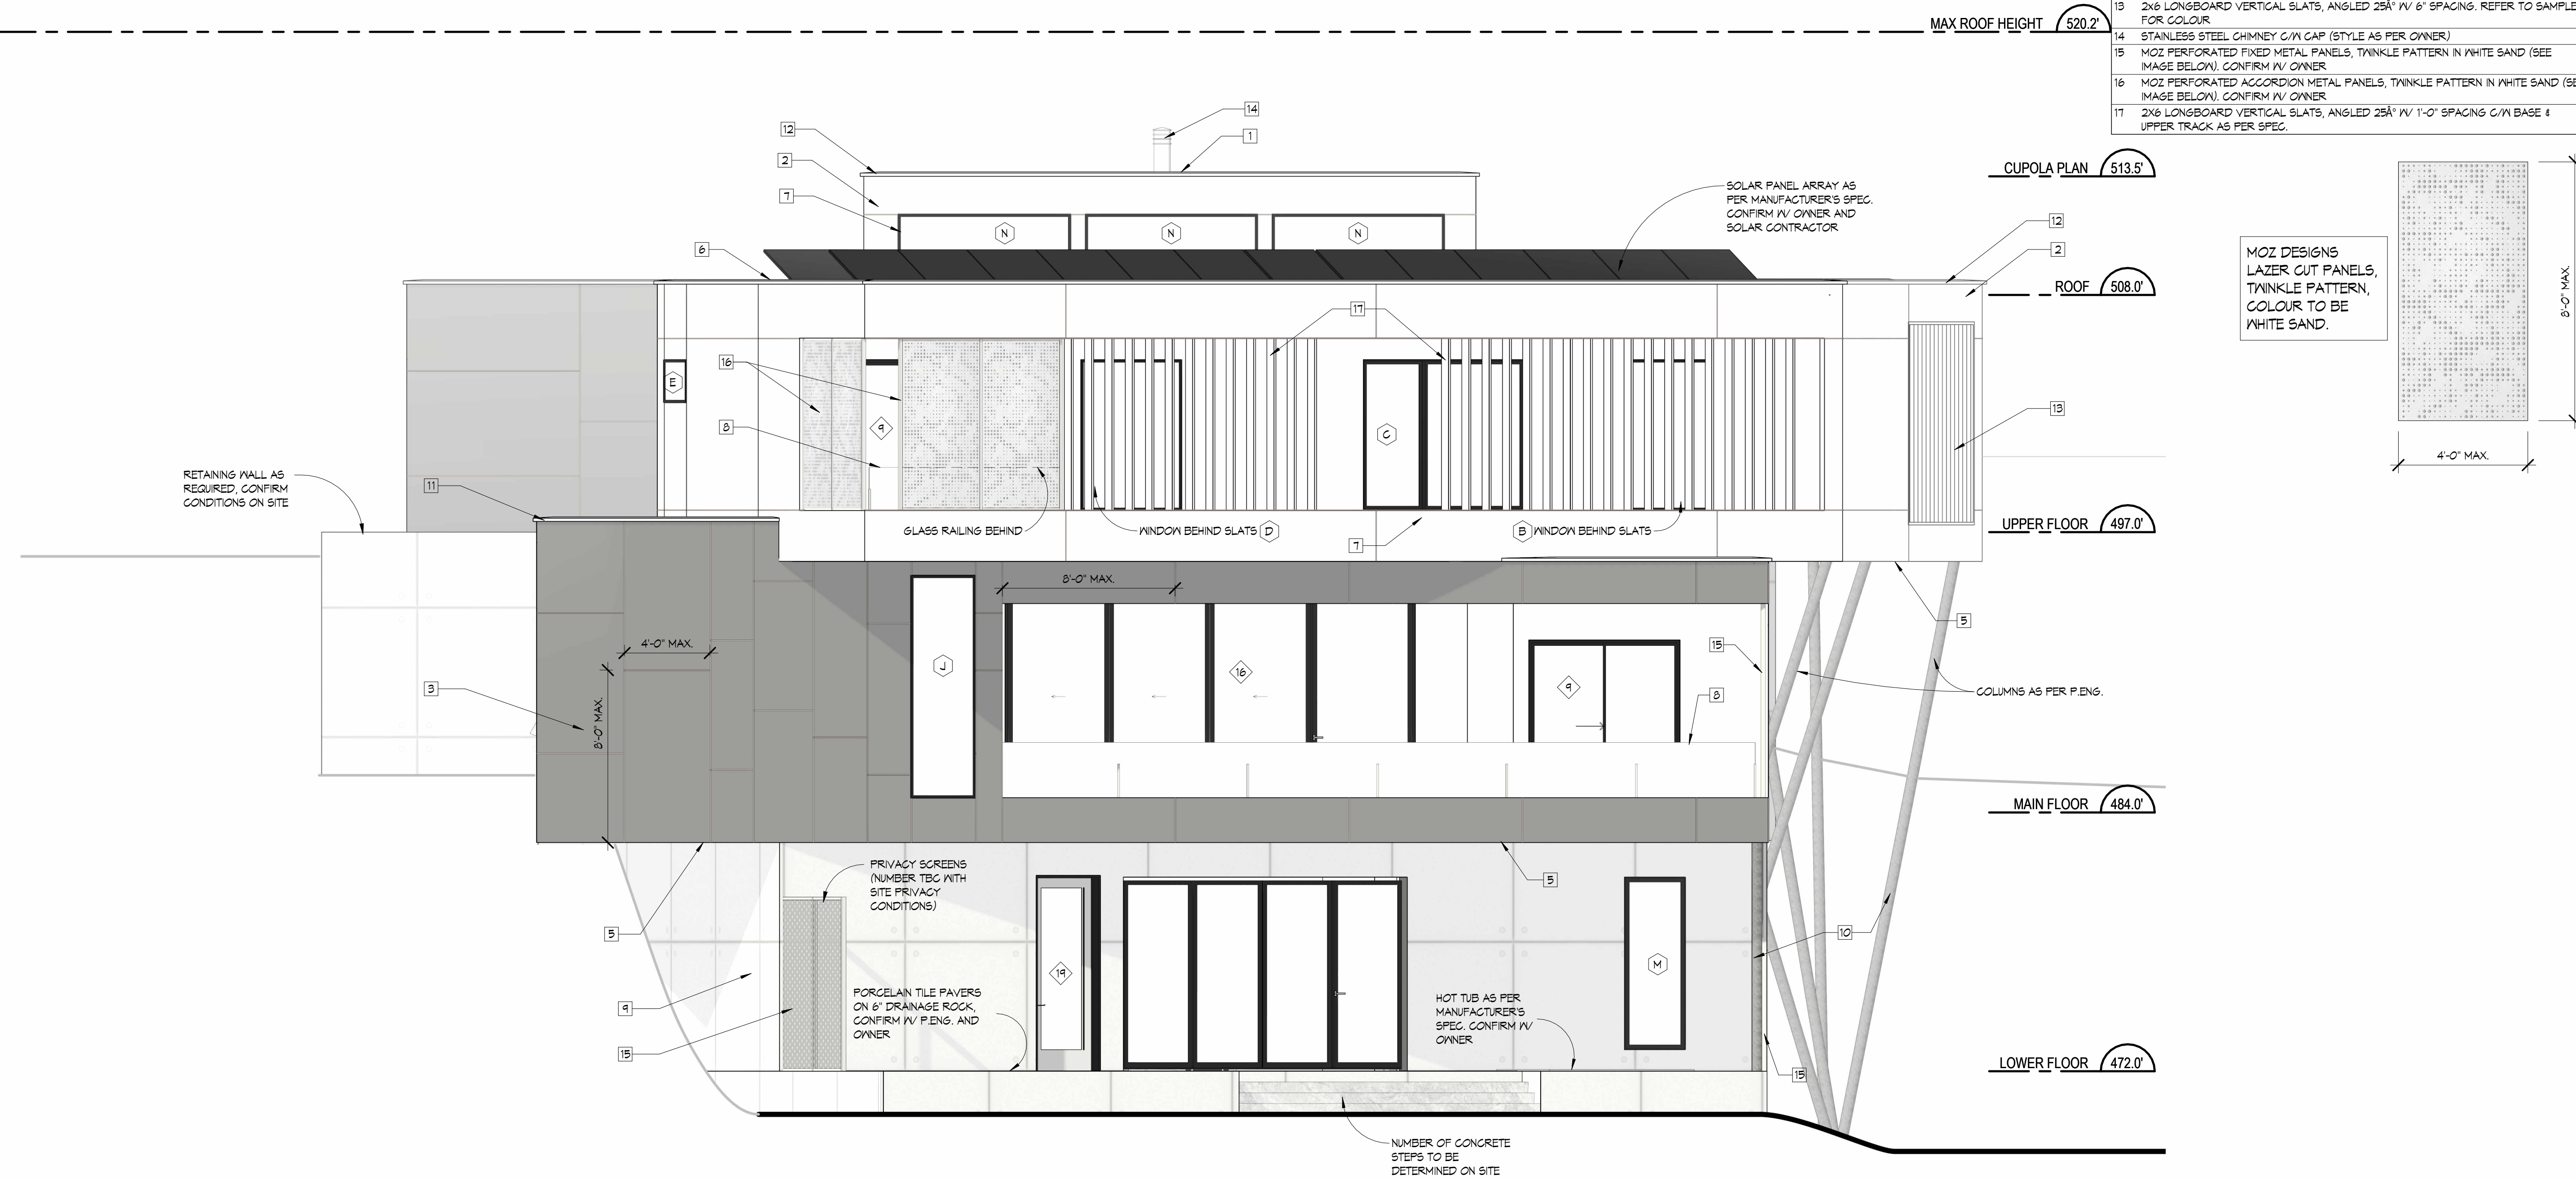 MAX ROOF HEIGHT 520.2'
13 2x6 LONGBOARD VERTICAL SLATS, ANGLED 25Â° W/ 6" SPACING. REFER TO SAMPLE
FOR COLOUR
14 STAINLESS STEEL CHIMNEY C/W CAP (STYLE AS PER OWNER)
15 MOZ PERFORATED FIXED METAL PANELS, TWINKLE PATTERN IN WHITE SAND (SEE
IMAGE BELOW). CONFIRM W/ OWNER
16 MOZ PERFORATED ACCORDION METAL PANELS, TWINKLE PATTERN IN WHITE SAND (SE
IMAGE BELOW). CONFIRM W/ OWNER
17 2X6 LONGBOARD VERTICAL SLATS, ANGLED 25Â° W/ 1'-0" SPACING C/W BASE &
UPPER TRACK AS PER SPEC.
14
12
1
2
7
N
N
N
6
SOLAR PANEL ARRAY AS
PER MANUFACTURER'S SPEC.
CONFIRM W/ OWNER AND
SOLAR CONTRACTOR
CUPOLA PLAN 513.5'
12
2
ROOF 508.0'
MOZ DESIGNS
LAZER CUT PANELS,
TWINKLE PATTERN,
COLOUR TO BE
WHITE SAND.
8'-0" MAX.
4'-0" MAX.
17
16
E
8
9
C
13
RETAINING WALL AS
REQUIRED, CONFIRM
CONDITIONS ON SITE
11
GLASS RAILING BEHIND
WINDOW BEHIND SLATS D
B WINDOW BEHIND SLATS
7
UPPER FLOOR 497.0'
8'-0" MAX.
4'-0" MAX.
8'-0" MAX.
3
J
16
9
15
8
5
COLUMNS AS PER P.ENG.
MAIN FLOOR 484.0'
PRIVACY SCREENS
(NUMBER TBC WITH
SITE PRIVACY
CONDITIONS)
5
5
10
19
M
9
15
PORCELAIN TILE PAVERS
ON 6" DRAINAGE ROCK,
CONFIRM W/ P.ENG. AND
OWNER
HOT TUB AS PER
MANUFACTURER'S
SPEC. CONFIRM W/
OWNER
15
LOWER FLOOR 472.0'
NUMBER OF CONCRETE
STEPS TO BE
DETERMINED ON SITE